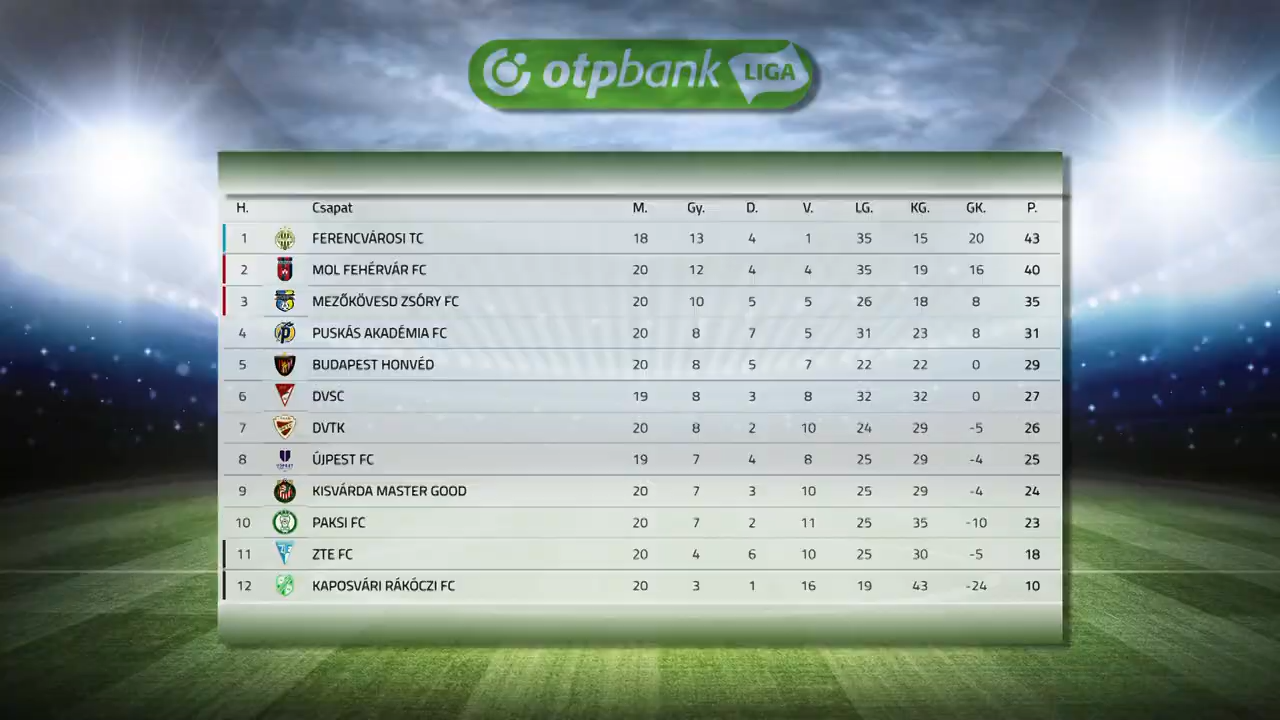 otpbank LIGA
H. Csapat M. Gy. D. V. LG. KG. GK. P.
1 FERENCVÁROSI TC 18 13 4 1 35 15 20 43
2 MOL FEHÉRVÁR FC 20 12 4 4 35 19 16 40
3 MEZŐKÖVESD ZSÓRY FC 20 10 5 5 26 18 8 35
4 PUSKÁS AKADÉMIA FC 20 8 7 5 31 23 8 31
5 BUDAPEST HONVÉD 20 8 5 7 22 22 0 29
6 DVSC 19 8 3 8 32 32 0 27
7 DVTK 20 8 2 10 24 29 -5 26
8 ÚJPEST FC 19 7 4 8 25 29 -4 25
9 KISVÁRDA MASTER GOOD 20 7 3 10 25 29 -4 24
10 PAKSI FC 20 7 2 11 25 35 -10 23
11 ZTE FC 20 4 6 10 25 30 -5 18
12 KAPOSVÁRI RÁKÓCZI FC 20 3 1 16 19 43 -24 10